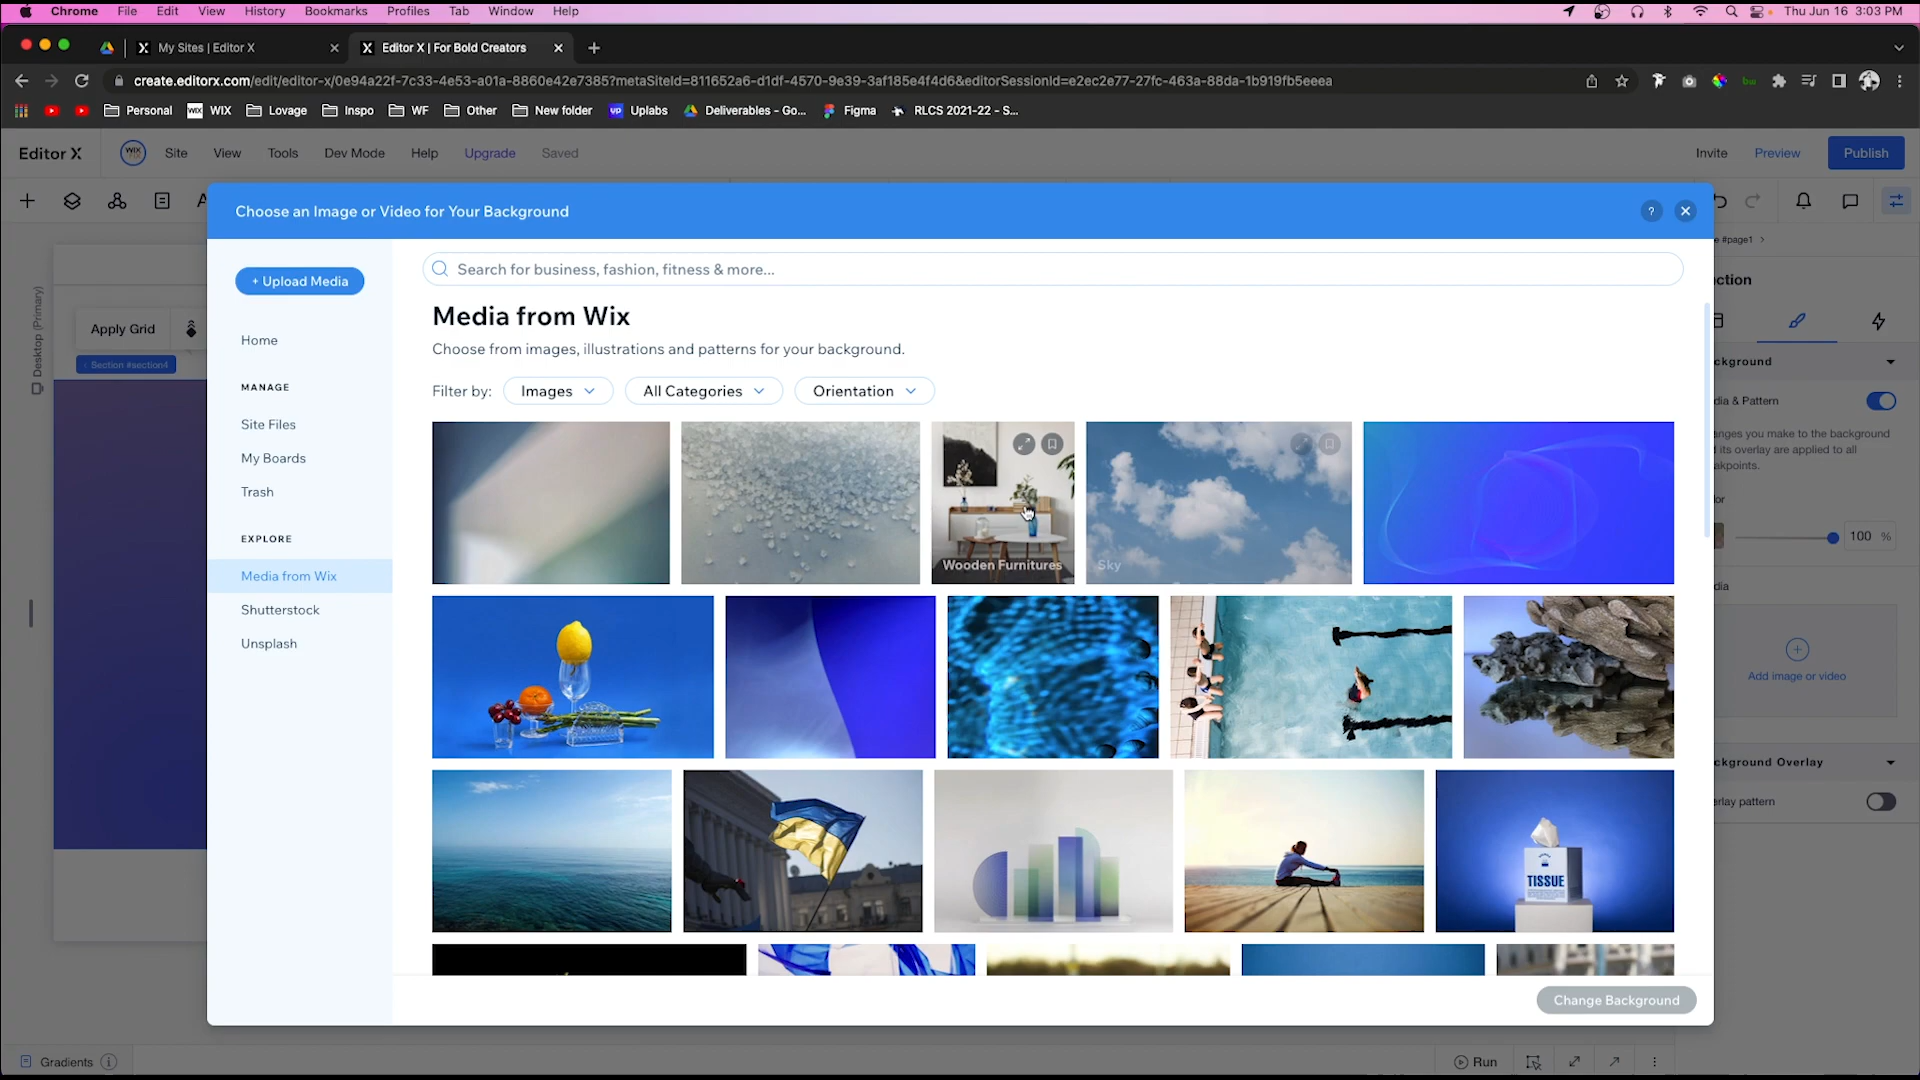 Chrome File Edit View History Bookmarks Profiles Tab Window Help Thu Jun 16 3:03 PM
My Sites | Editor X Editor X | For Bold Creators
create.editorx.com/edit/editor-x/0e94a22f-7c33-4e53-a01a-8860e42e7385?metaSiteId=811652a6-d1df-4570-9e39-3af185e4f4d6&editorSessionId=e2ec2e77-27fc-463a-88da-1b919fb5eeea
Personal WIX Lovage Inspo WF Other New folder Uplabs Deliverables - Go... Figma RLCS 2021-22 - S...
Editor X Site View Tools Dev Mode Help Upgrade Saved Invite Preview Publish
Choose an Image or Video for Your Background
#page1
+ Upload Media
Search for business, fashion, fitness & more...
Desktop (Primary)
Apply Grid
Section #section4
Home
MANAGE
Site Files
My Boards
Trash
EXPLORE
Media from Wix
Shutterstock
Unsplash
Media from Wix
Choose from images, illustrations and patterns for your background.
Filter by: Images All Categories Orientation
Wooden Furnitures
Sky
TISSUE
Change Background
ction
ckground
dia & Pattern
anges you make to the background
its overlay are applied to all
akpoints.
lor
100 %
dia
Add image or video
ckground Overlay
erlay pattern
Gradients
Run